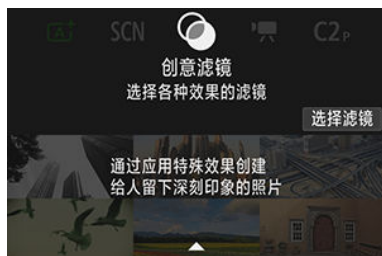 A+ SCN C2P
创意滤镜
选择各种效果的滤镜
选择滤镜
通过应用特殊效果创建
给人留下深刻印象的照片